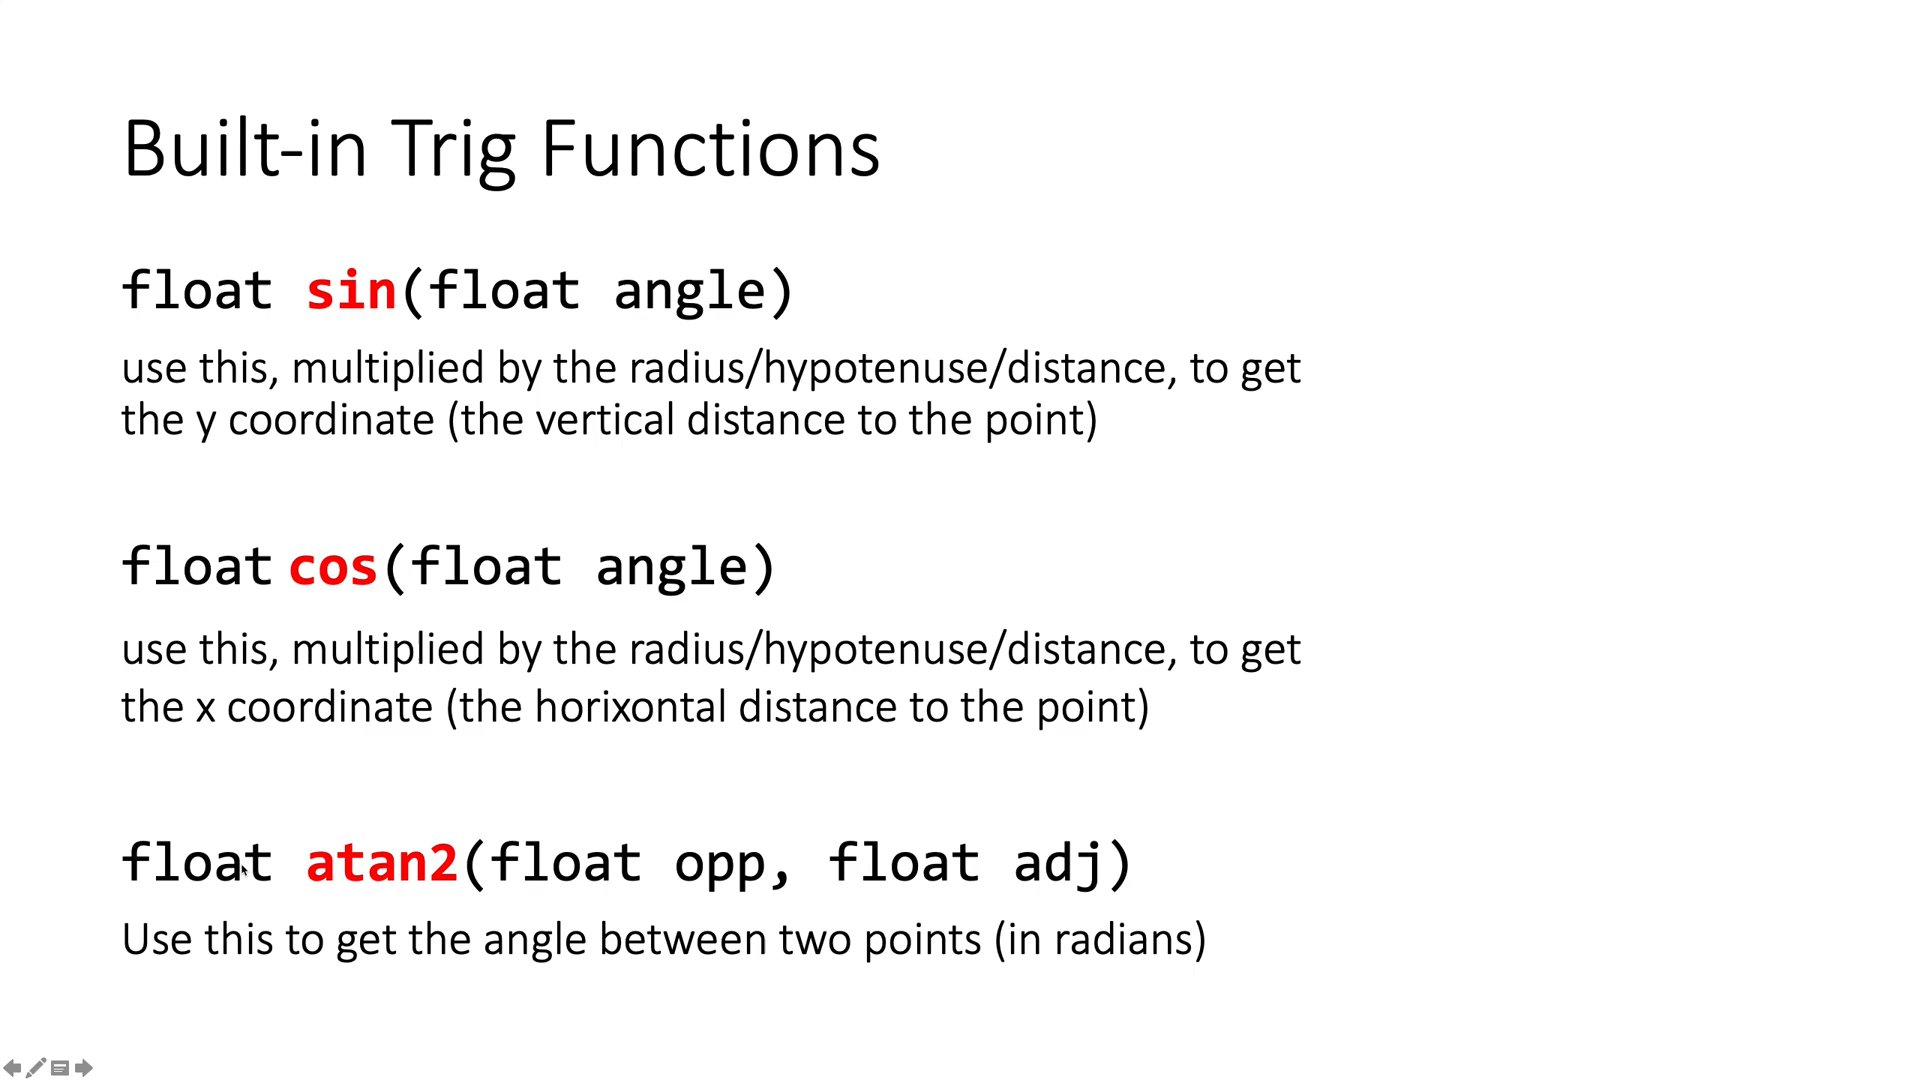 Built-in Trig Functions
float sin(float angle)
use this, multiplied by the radius/hypotenuse/distance, to get
the y coordinate (the vertical distance to the point)
float cos(float angle)
use this, multiplied by the radius/hypotenuse/distance, to get
the x coordinate (the horixontal distance to the point)
float atan2(float opp, float adj)
Use this to get the angle between two points (in radians)